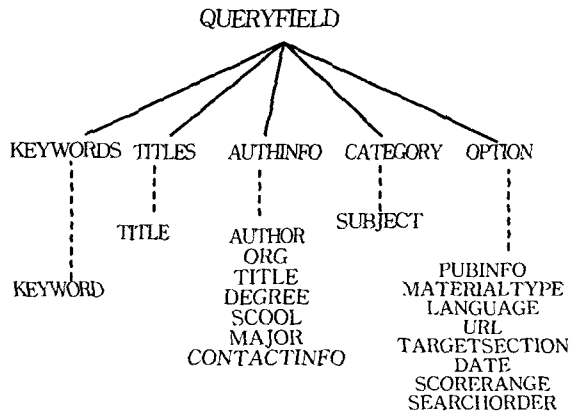 QUERYFIELD
KEYWORDS TITLES AUTHINFO CATEGORY OPTION
KEYWORD
TITLE
AUTHOR
ORG
TITLE
DEGREE
SCOOL
MAJOR
CONTACTINFO
SUBJECT
PUBINFO
MATERIALTYPE
LANGUAGE
URL
TARGETSECTION
DATE
SCORERANGE
SEARCHORDER